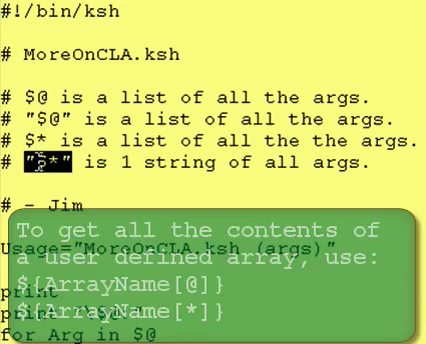 #!/bin/ksh
# MoreOnCLA.ksh
# $@ is a list of all the args.
# "$@" is a list of all the args.
# $* is a list of all the the args.
# "$*" is 1 string of all args.
# - Jim
To get all the contents of
Usage="MoreOnCLA.ksh (args)"
a user defined array, use:
${ArrayName[@]}
print
${ArrayName[*]}
print
for Arg in $@